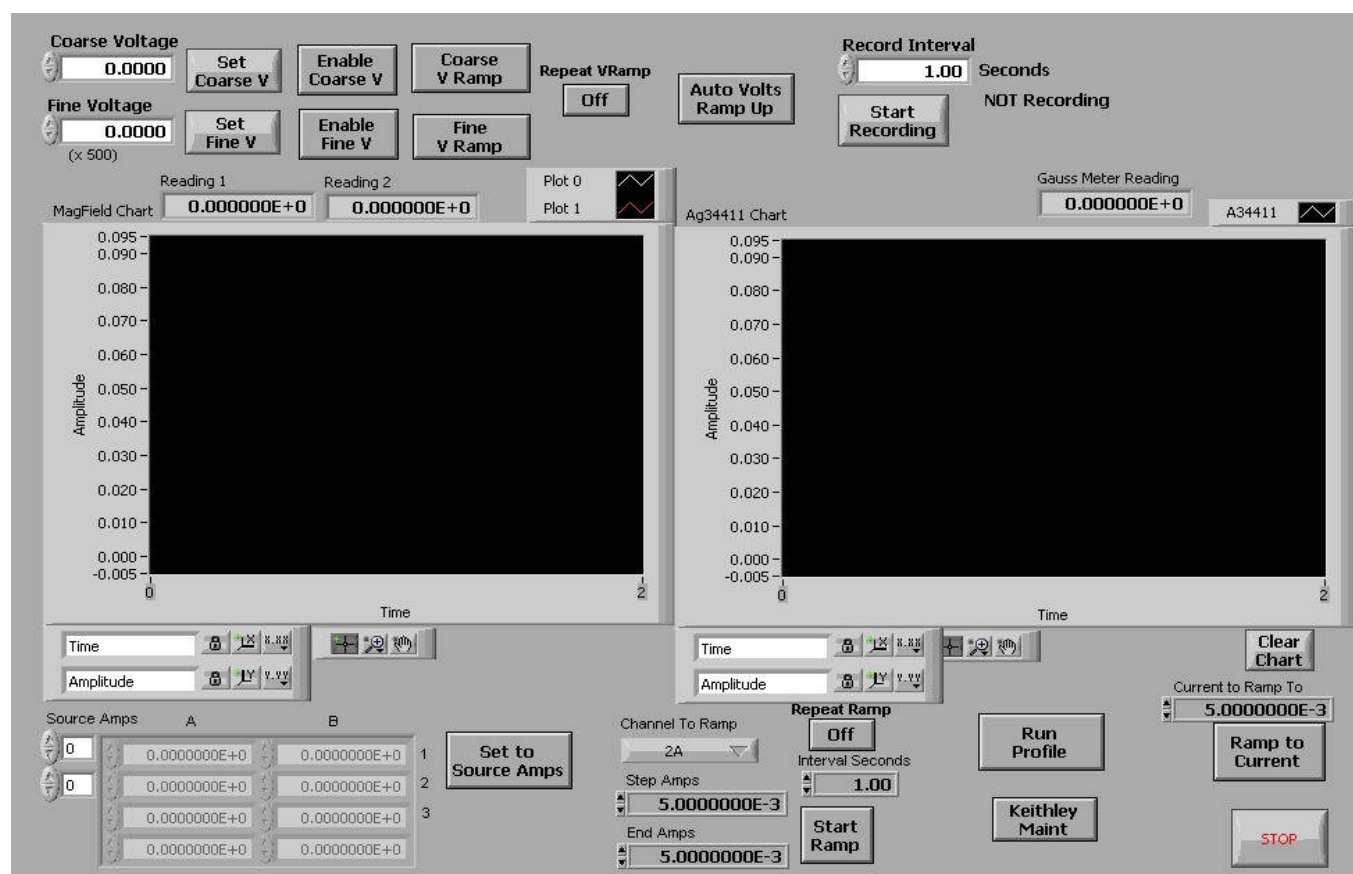 Coarse Voltage
0.0000
Set
Coarse V
Enable
Coarse V
Coarse
V Ramp
Repeat VRamp
Off
Auto Volts
Ramp Up
Record Interval
1.00 Seconds
Start
Recording
NOT Recording
Fine Voltage
0.0000
(x 500)
Set
Fine V
Enable
Fine V
Fine
V Ramp
Reading 1
0.000000E+0
Reading 2
0.000000E+0
Plot 0
Plot 1
MagField Chart
0.095
0.090
0.080
0.070
0.060
0.050
0.040
0.030
0.020
0.010
0.000
-0.005
Amplitude
0
2
Time
Gauss Meter Reading
0.000000E+0
A34411
Ag34411 Chart
0.095
0.090
0.080
0.070
0.060
0.050
0.040
0.030
0.020
0.010
0.000
-0.005
Amplitude
0
2
Time
Time
X
X.XX
Amplitude
Y
Y.YY
Time
X
X.XX
Amplitude
Y
Y.YY
Clear
Chart
Current to Ramp To
5.0000000E-3
Ramp to
Current
Source Amps
A
B
0
0
0.0000000E+0 0.0000000E+0 1
0.0000000E+0 0.0000000E+0 2
0.0000000E+0 0.0000000E+0 3
0.0000000E+0 0.0000000E+0
Set to
Source Amps
Channel To Ramp
2A
Step Amps
5.0000000E-3
End Amps
5.0000000E-3
Repeat Ramp
Off
Interval Seconds
1.00
Start
Ramp
Run
Profile
Keithley
Maint
STOP